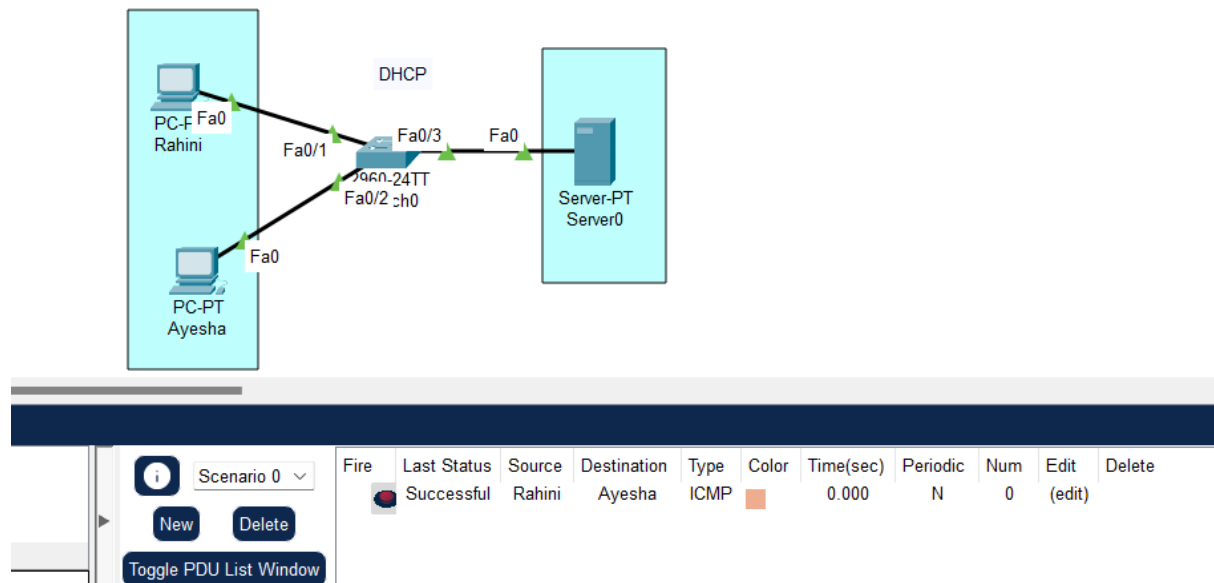 DHCP
PC-F Fa0
Rahini
Fa0/1
Fa0/3
Fa0
2960-24TT
Fa0/2
Server-PT
Server0
Fa0
PC-PT
Ayesha
Scenario 0
New
Delete
Toggle PDU List Window
Fire Last Status Source Destination Type Color Time(sec) Periodic Num Edit Delete
Successful Rahini Ayesha ICMP 0.000 N 0 (edit)